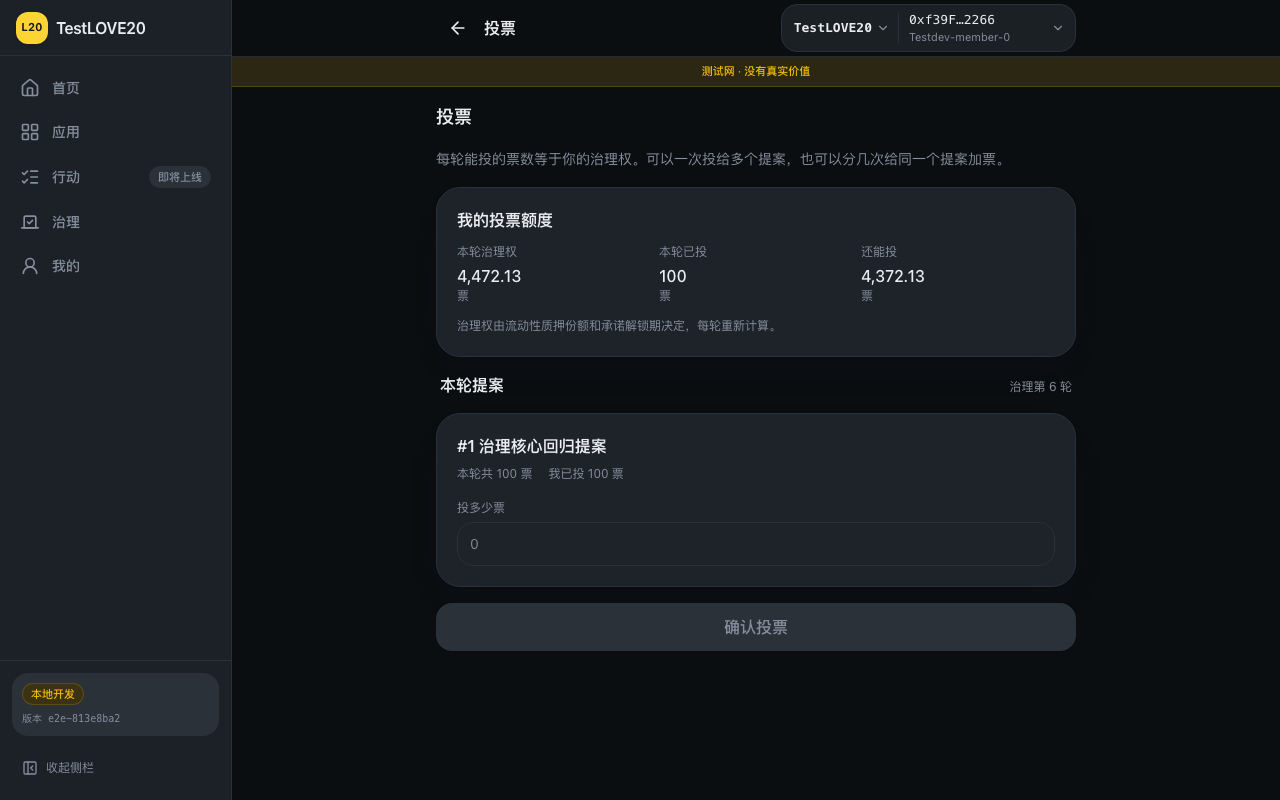 L20 TestLOVE20
首页
应用
行动 即将上线
治理
我的
本地开发
版本 e2e-813e8ba2
收起侧栏
投票
TestLOVE20
0xf39F…2266
Testdev-member-0
测试网 · 没有真实价值
投票
每轮能投的票数等于你的治理权。可以一次投给多个提案，也可以分几次给同一个提案加票。
我的投票额度
本轮治理权 本轮已投 还能投
4,472.13 100 4,372.13
票 票 票
治理权由流动性质押份额和承诺解锁期决定，每轮重新计算。
本轮提案 治理第 6 轮
#1 治理核心回归提案
本轮共 100 票 我已投 100 票
投多少票
0
确认投票